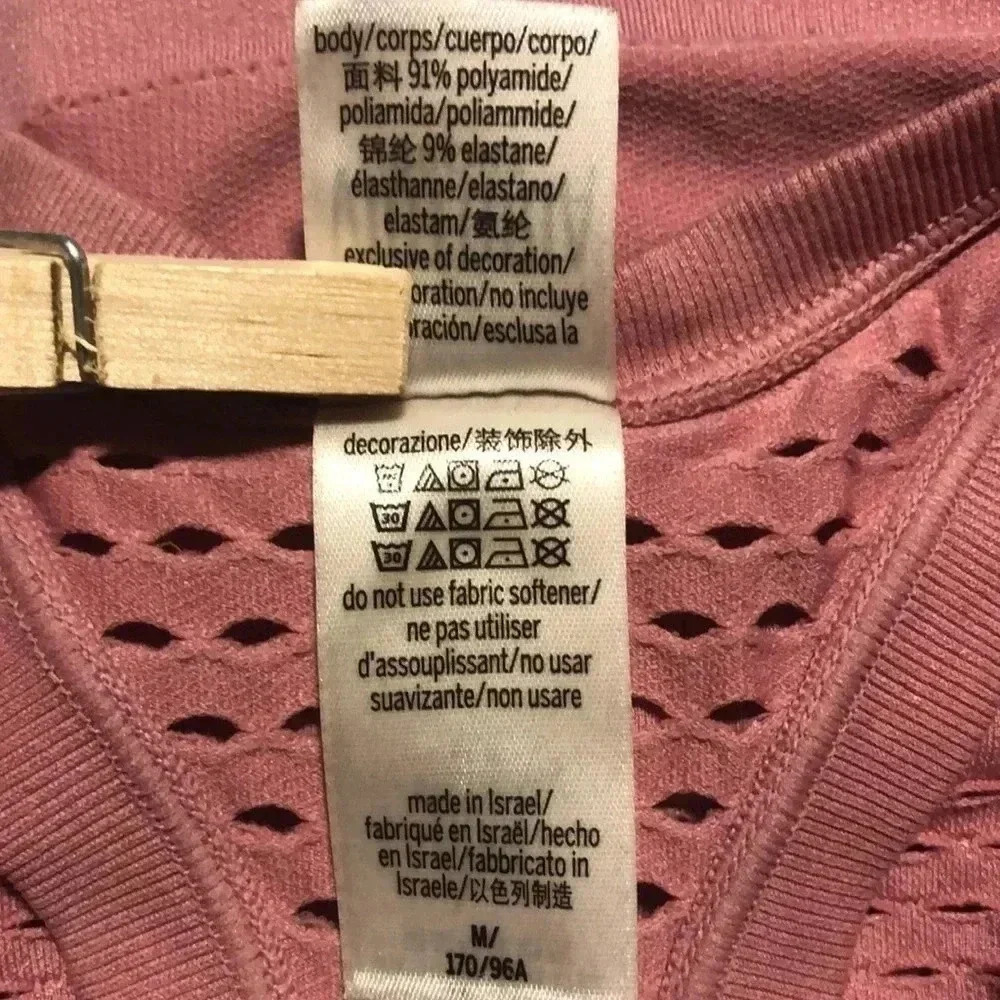 body/corps/cuerpo/corpo/
面料 91% polyamide/
poliamida/poliammide/
锦纶 9% elastane/
élasthanne/elastano/
elastam/氨纶
exclusive of decoration/
oration/no incluye
ración/esclusa la
decorazione/装饰除外
30
30
do not use fabric softener/
ne pas utiliser
d'assouplissant/no usar
suavizante/non usare
made in Israel/
fabriqué en Israël/hecho
en Israel/fabbricato in
Israele/以色列制造
M/
170/96A